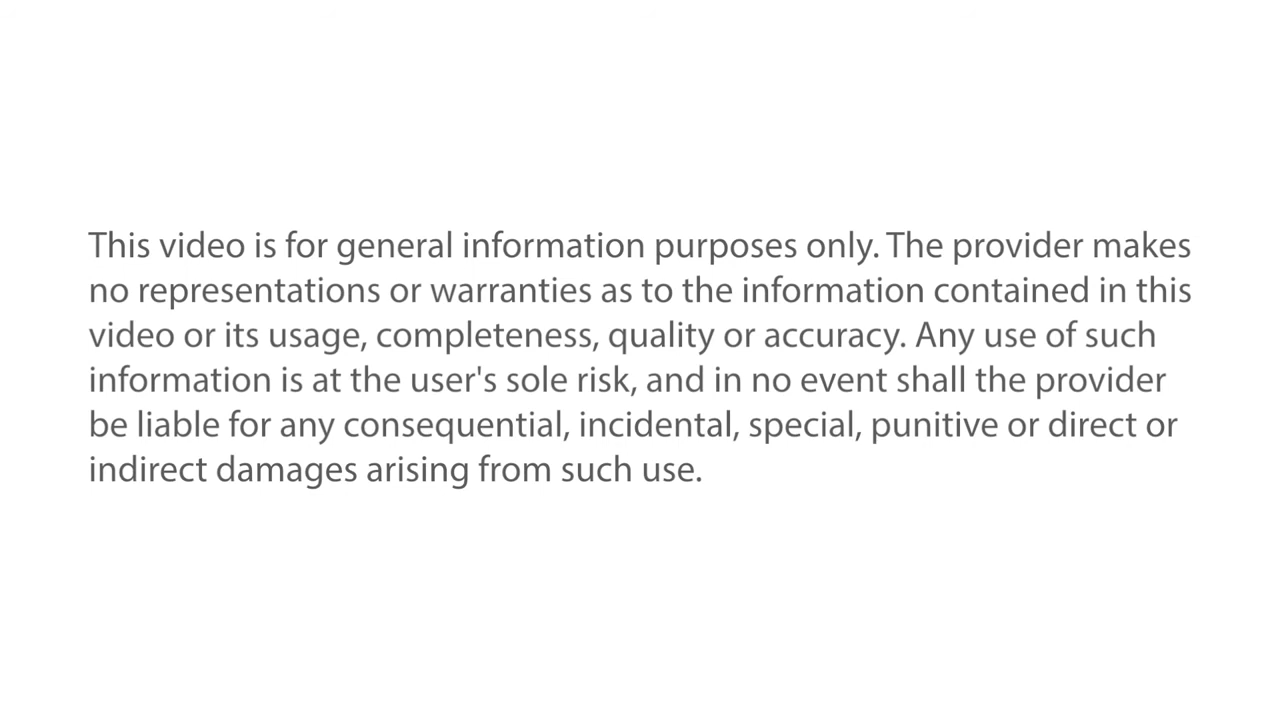 This video is for general information purposes only. The provider makes
no representations or warranties as to the information contained in this
video or its usage, completeness, quality or accuracy. Any use of such
information is at the user's sole risk, and in no event shall the provider
be liable for any consequential, incidental, special, punitive or direct or
indirect damages arising from such use.